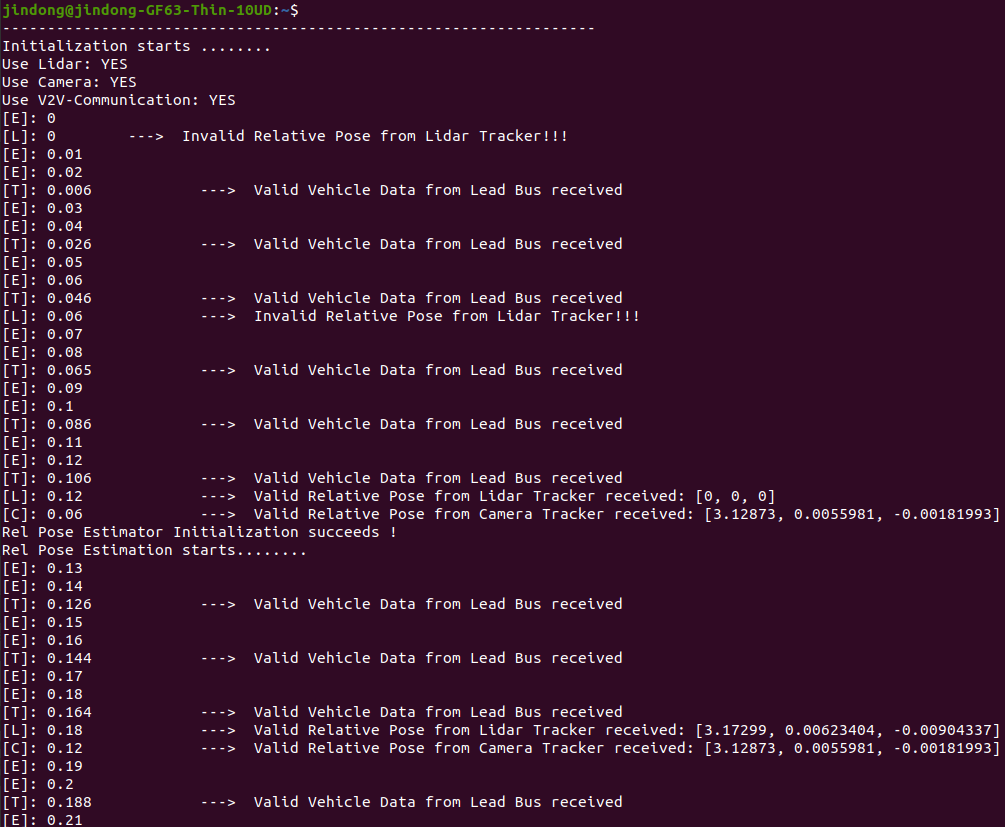 jindong@jindong-GF63-Thin-10UD:~$
------------------------------------------------------------------
Initialization starts ........
Use Lidar: YES
Use Camera: YES
Use V2V-Communication: YES
[E]: 0
[L]: 0        --->  Invalid Relative Pose from Lidar Tracker!!!
[E]: 0.01
[E]: 0.02
[T]: 0.006            --->  Valid Vehicle Data from Lead Bus received
[E]: 0.03
[E]: 0.04
[T]: 0.026            --->  Valid Vehicle Data from Lead Bus received
[E]: 0.05
[E]: 0.06
[T]: 0.046            --->  Valid Vehicle Data from Lead Bus received
[L]: 0.06             --->  Invalid Relative Pose from Lidar Tracker!!!
[E]: 0.07
[E]: 0.08
[T]: 0.065            --->  Valid Vehicle Data from Lead Bus received
[E]: 0.09
[E]: 0.1
[T]: 0.086            --->  Valid Vehicle Data from Lead Bus received
[E]: 0.11
[E]: 0.12
[T]: 0.106            --->  Valid Vehicle Data from Lead Bus received
[L]: 0.12             --->  Valid Relative Pose from Lidar Tracker received: [0, 0, 0]
[C]: 0.06             --->  Valid Relative Pose from Camera Tracker received: [3.12873, 0.0055981, -0.00181993]
Rel Pose Estimator Initialization succeeds !
Rel Pose Estimation starts........
[E]: 0.13
[E]: 0.14
[T]: 0.126            --->  Valid Vehicle Data from Lead Bus received
[E]: 0.15
[E]: 0.16
[T]: 0.144            --->  Valid Vehicle Data from Lead Bus received
[E]: 0.17
[E]: 0.18
[T]: 0.164            --->  Valid Vehicle Data from Lead Bus received
[L]: 0.18             --->  Valid Relative Pose from Lidar Tracker received: [3.17299, 0.00623404, -0.00904337]
[C]: 0.12             --->  Valid Relative Pose from Camera Tracker received: [3.12873, 0.0055981, -0.00181993]
[E]: 0.19
[E]: 0.2
[T]: 0.188            --->  Valid Vehicle Data from Lead Bus received
[E]: 0.21